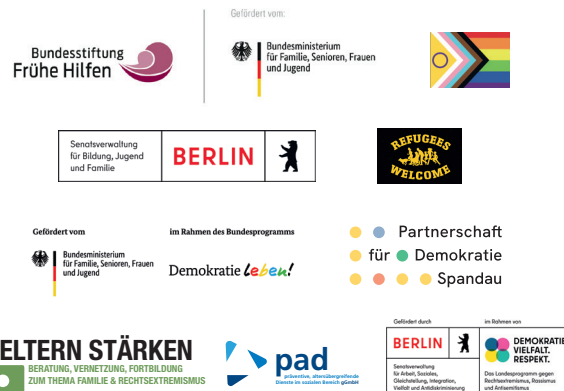 Gefördert vom:
Bundesstiftung
Frühe Hilfen
Bundesministerium
für Familie, Senioren, Frauen
und Jugend
Senatsverwaltung
für Bildung, Jugend
und Familie
BERLIN
REFUGEES
WELCOME
Gefördert vom
im Rahmen des Bundesprogramms
Bundesministerium
für Familie, Senioren, Frauen
und Jugend
Demokratie leben!
Partnerschaft
für Demokratie
Spandau
ELTERN STÄRKEN
BERATUNG, VERNETZUNG, FORTBILDUNG
ZUM THEMA FAMILIE & RECHTSEXTREMISMUS
pad
präventive, altersübergreifende
Dienste im sozialen Bereich gGmbH
Gefördert durch
im Rahmen von
BERLIN
DEMOKRATIE
VIELFALT.
RESPEKT.
Senatsverwaltung
für Arbeit, Soziales,
Gleichstellung, Integration,
Vielfalt und Antidiskriminierung
Das Landesprogramm gegen
Rechtsextremismus, Rassismus
und Antisemitismus